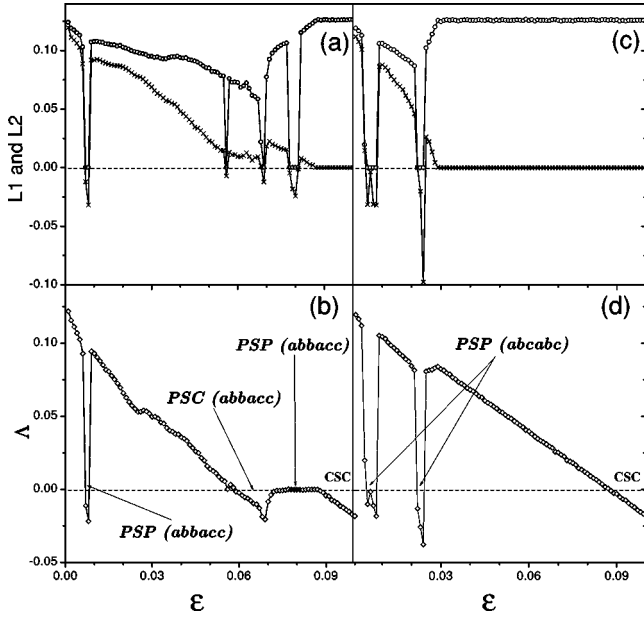 (a)
(c)
L1 and L2
0.10
0.05
0.00
-0.05
-0.10
(b)
(d)
PSP (abbacc)
PSC (abbacc)
PSP (abcabc)
CSC
CSC
PSP (abbacc)
Λ
0.10
0.05
0.00
-0.05
0.00
0.03
0.06
0.09
0.00
0.03
0.06
0.09
ε
ε